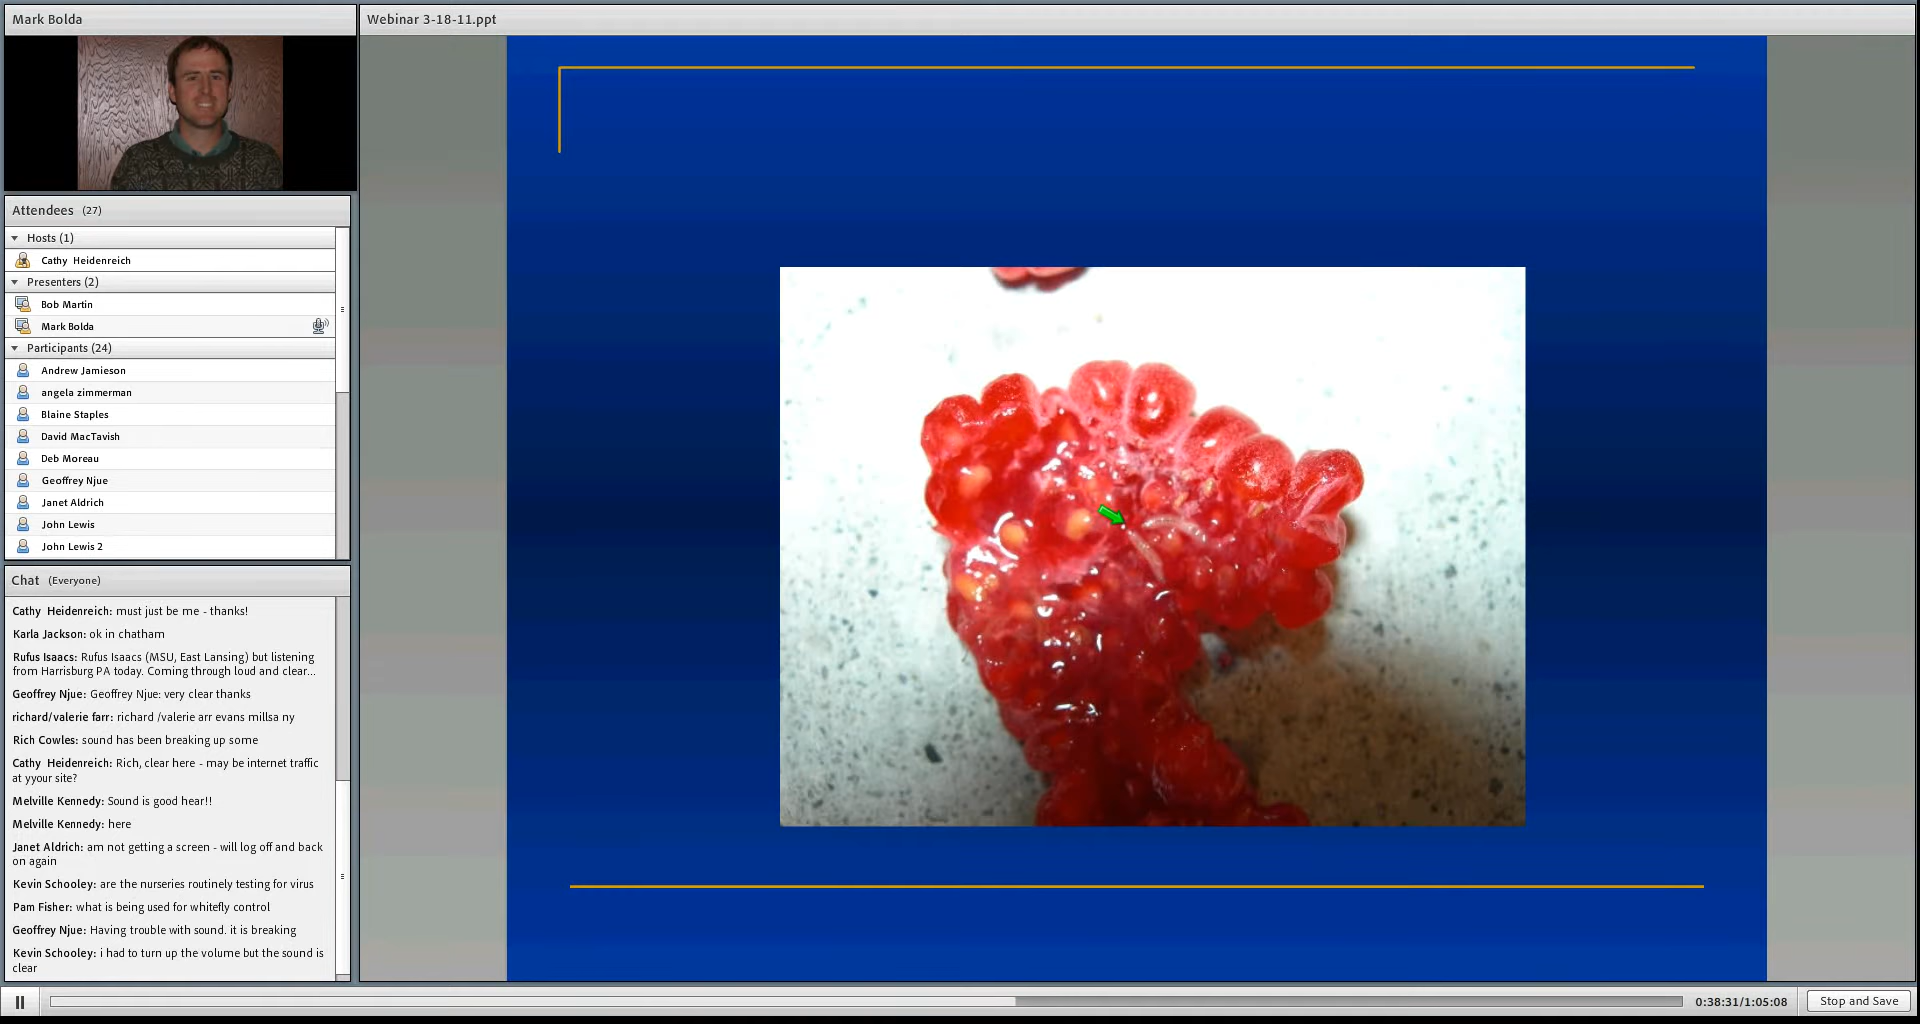 Mark Bolda
Webinar 3-18-11.ppt
Attendees (27)
Hosts (1)
Cathy Heidenreich
Presenters (2)
Bob Martin
Mark Bolda
Participants (24)
Andrew Jamieson
angela zimmerman
Blaine Staples
David MacTavish
Deb Moreau
Geoffrey Njue
Janet Aldrich
John Lewis
John Lewis 2
Chat (Everyone)
Cathy Heidenreich: must just be me - thanks!
Karla Jackson: ok in chatham
Rufus Isaacs: Rufus Isaacs (MSU, East Lansing) but listening
from Harrisburg PA today. Coming through loud and clear...
Geoffrey Njue: Geoffrey Njue: very clear thanks
richard/valerie farr: richard /valerie arr evans millsa ny
Rich Cowles: sound has been breaking up some
Cathy Heidenreich: Rich, clear here - may be internet traffic
at yyour site?
Melville Kennedy: Sound is good hear!!
Melville Kennedy: here
Janet Aldrich: am not getting a screen - will log off and back
on again
Kevin Schooley: are the nurseries routinely testing for virus
Pam Fisher: what is being used for whitefly control
Geoffrey Njue: Having trouble with sound. it is breaking
Kevin Schooley: i had to turn up the volume but the sound is
clear
0:38:31/1:05:08
Stop and Save